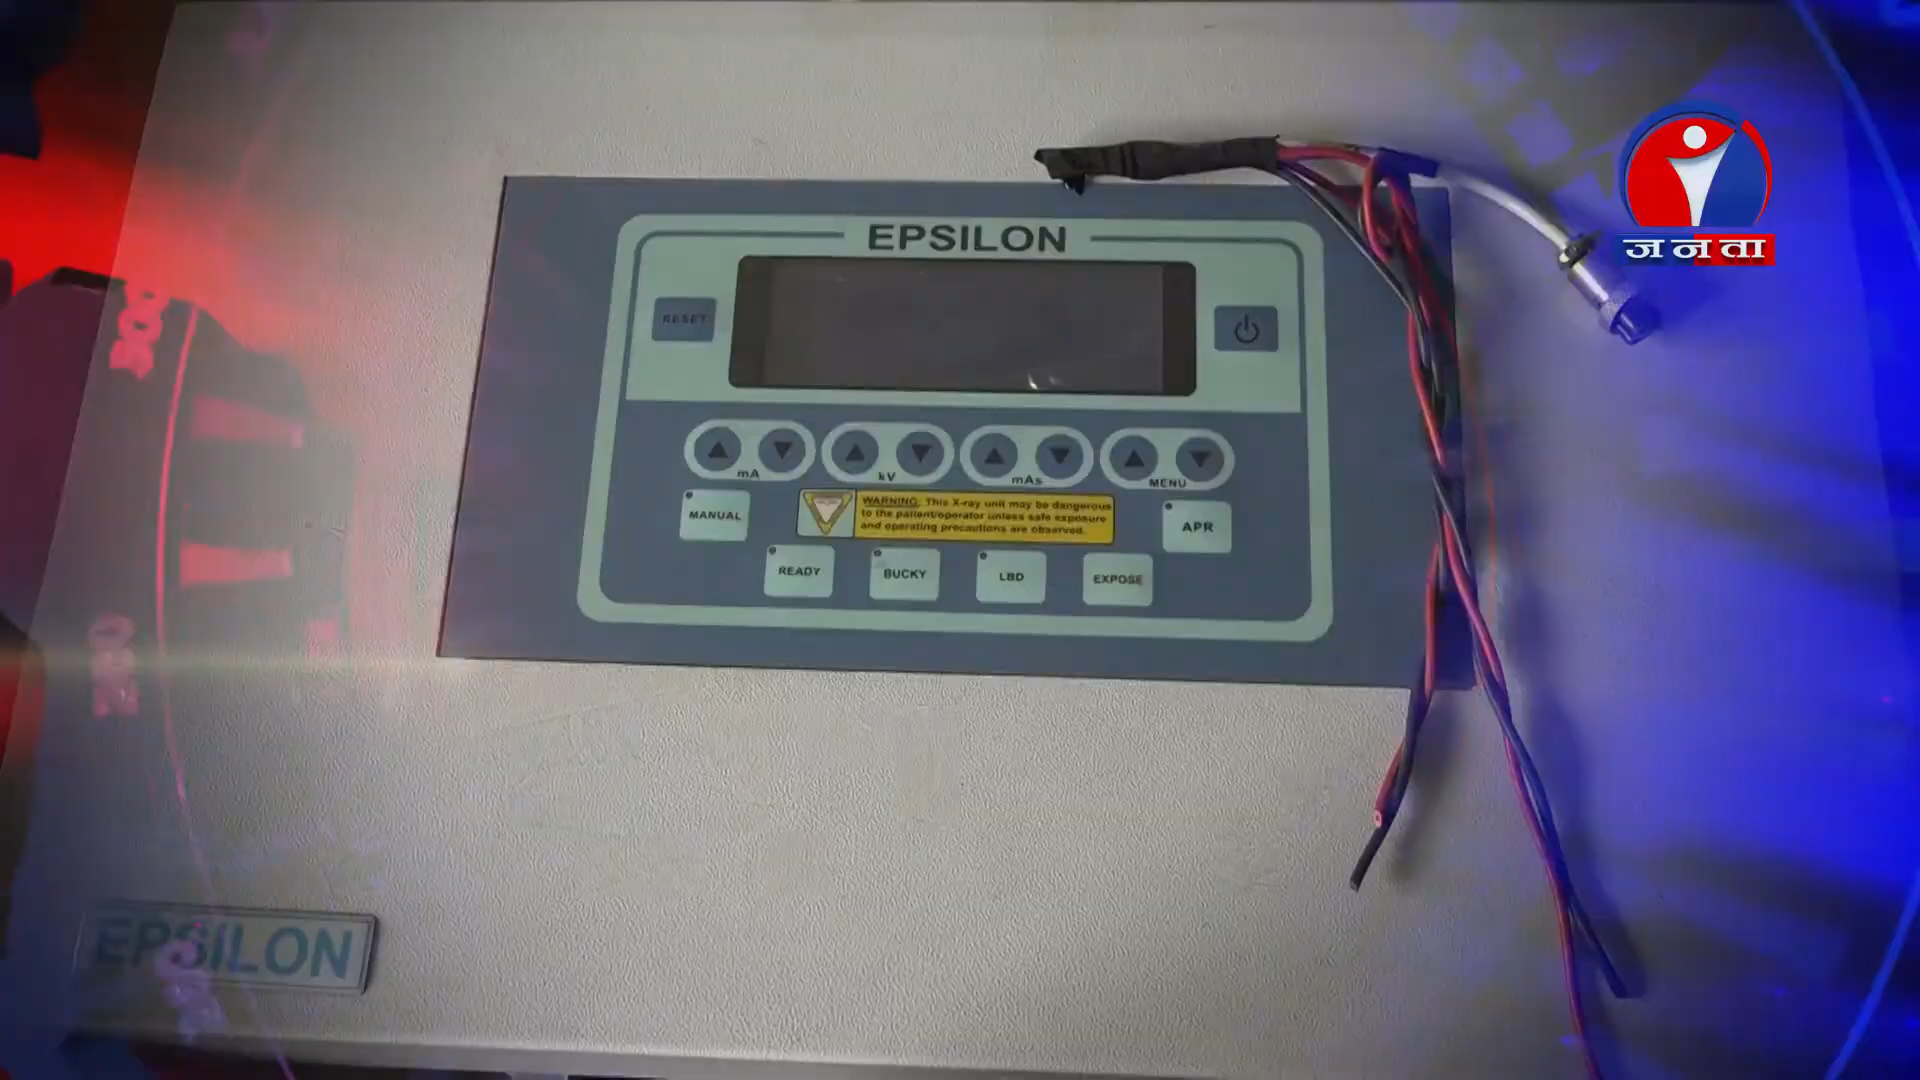 जनता
EPSILON
RESET
mA
kV
mAs
MENU
MANUAL
WARNING: This X-ray unit may be dangerous
to the patient/operator unless safe exposure
and operating precautions are observed.
APR
READY
BUCKY
LBD
EXPOSE
EPSILON